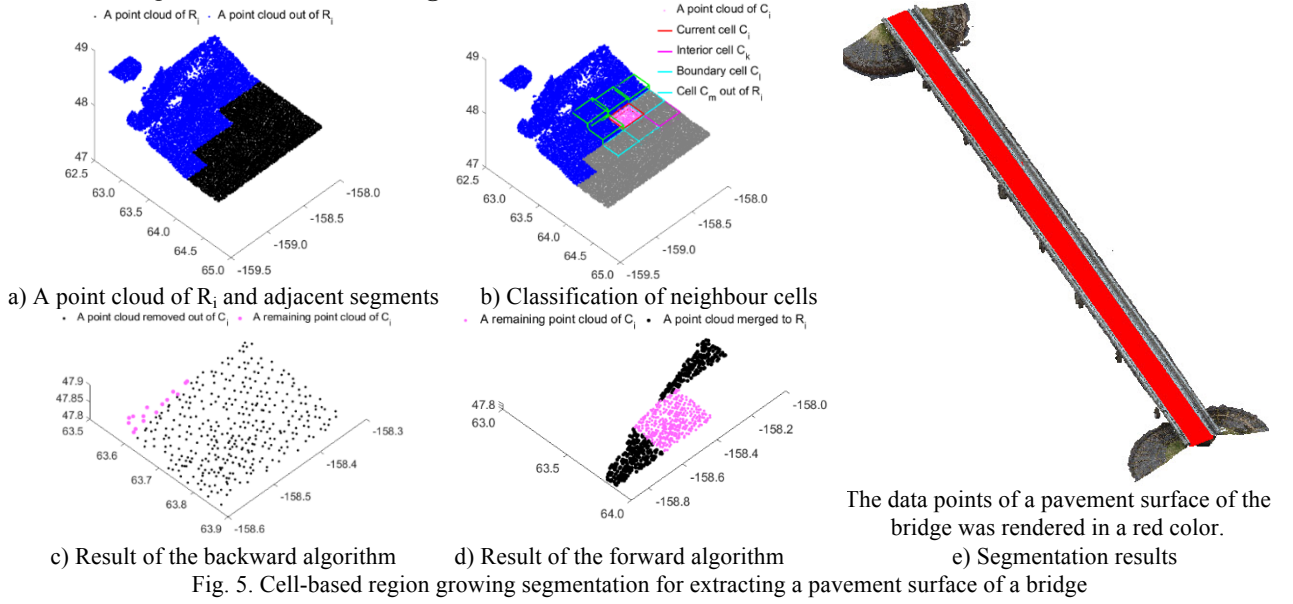 · A point cloud of Ri · A point cloud out of Ri
49
48
47
62.5
63.0
63.5
64.0
64.5
65.0
-159.5
-159.0
-158.5
-158.0
a) A point cloud of Ri and adjacent segments
A point cloud of Ci
Current cell Ci
Interior cell Ck
Boundary cell Cl
Cell Cm out of Ri
49
48
47
62.5
63.0
63.5
64.0
64.5
65.0
-159.5
-159.0
-158.5
-158.0
b) Classification of neighbour cells
• A point cloud removed out of Ci • A remaining point cloud of Ci
47.9
47.85
47.8
63.5
63.6
63.7
63.8
63.9
-158.6
-158.5
-158.4
-158.3
c) Result of the backward algorithm
• A remaining point cloud of Ci • A point cloud merged to Ri
47.8
63.0
63.5
64.0
-158.8
-158.6
-158.4
-158.2
-158.0
d) Result of the forward algorithm
The data points of a pavement surface of the
bridge was rendered in a red color.
e) Segmentation results
Fig. 5. Cell-based region growing segmentation for extracting a pavement surface of a bridge